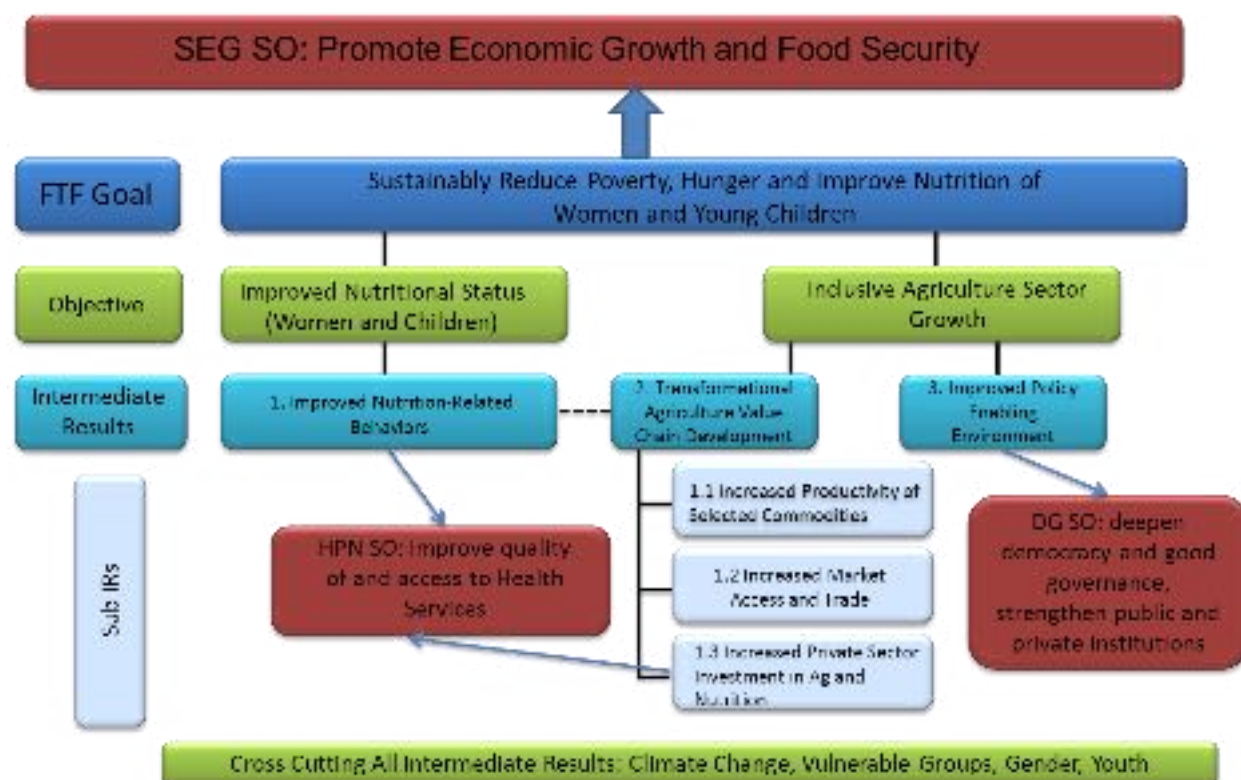 SEG SO: Promote Economic Growth and Food Security
FTF Goal
Sustainably Reduce Poverty, Hunger and Improve Nutrition of
Women and Young Children
Objective
Improved Nutritional Status
(Women and Children)
Inclusive Agriculture Sector
Growth
Intermediate
Results
1. Improved Nutrition-Related
Behaviors
2. Transformational
Agriculture Value
Chain Development
3. Improved Policy
Enabling
Environment
Sub IRs
1.1 Increased Productivity of
Selected Commodities
HPN SO: Improve quality
of and access to Health
Services
1.2 Increased Market
Access and Trade
DG SO: deepen
democracy and good
governance,
strengthen public and
private institutions
1.3 Increased Private Sector
Investment in Ag and
Nutrition
Cross Cutting All Intermediate Results: Climate Change, Vulnerable Groups, Gender, Youth